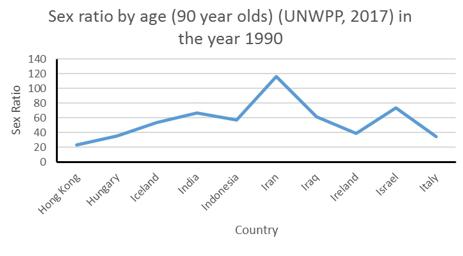 Sex ratio by age (90 year olds) (UNWPP, 2017) in
the year 1990
140
120
100
80
60
40
20
0
Sex Ratio
Hong Kong
Hungary
Iceland
India
Indonesia
Iran
Iraq
Ireland
Israel
Italy
Country